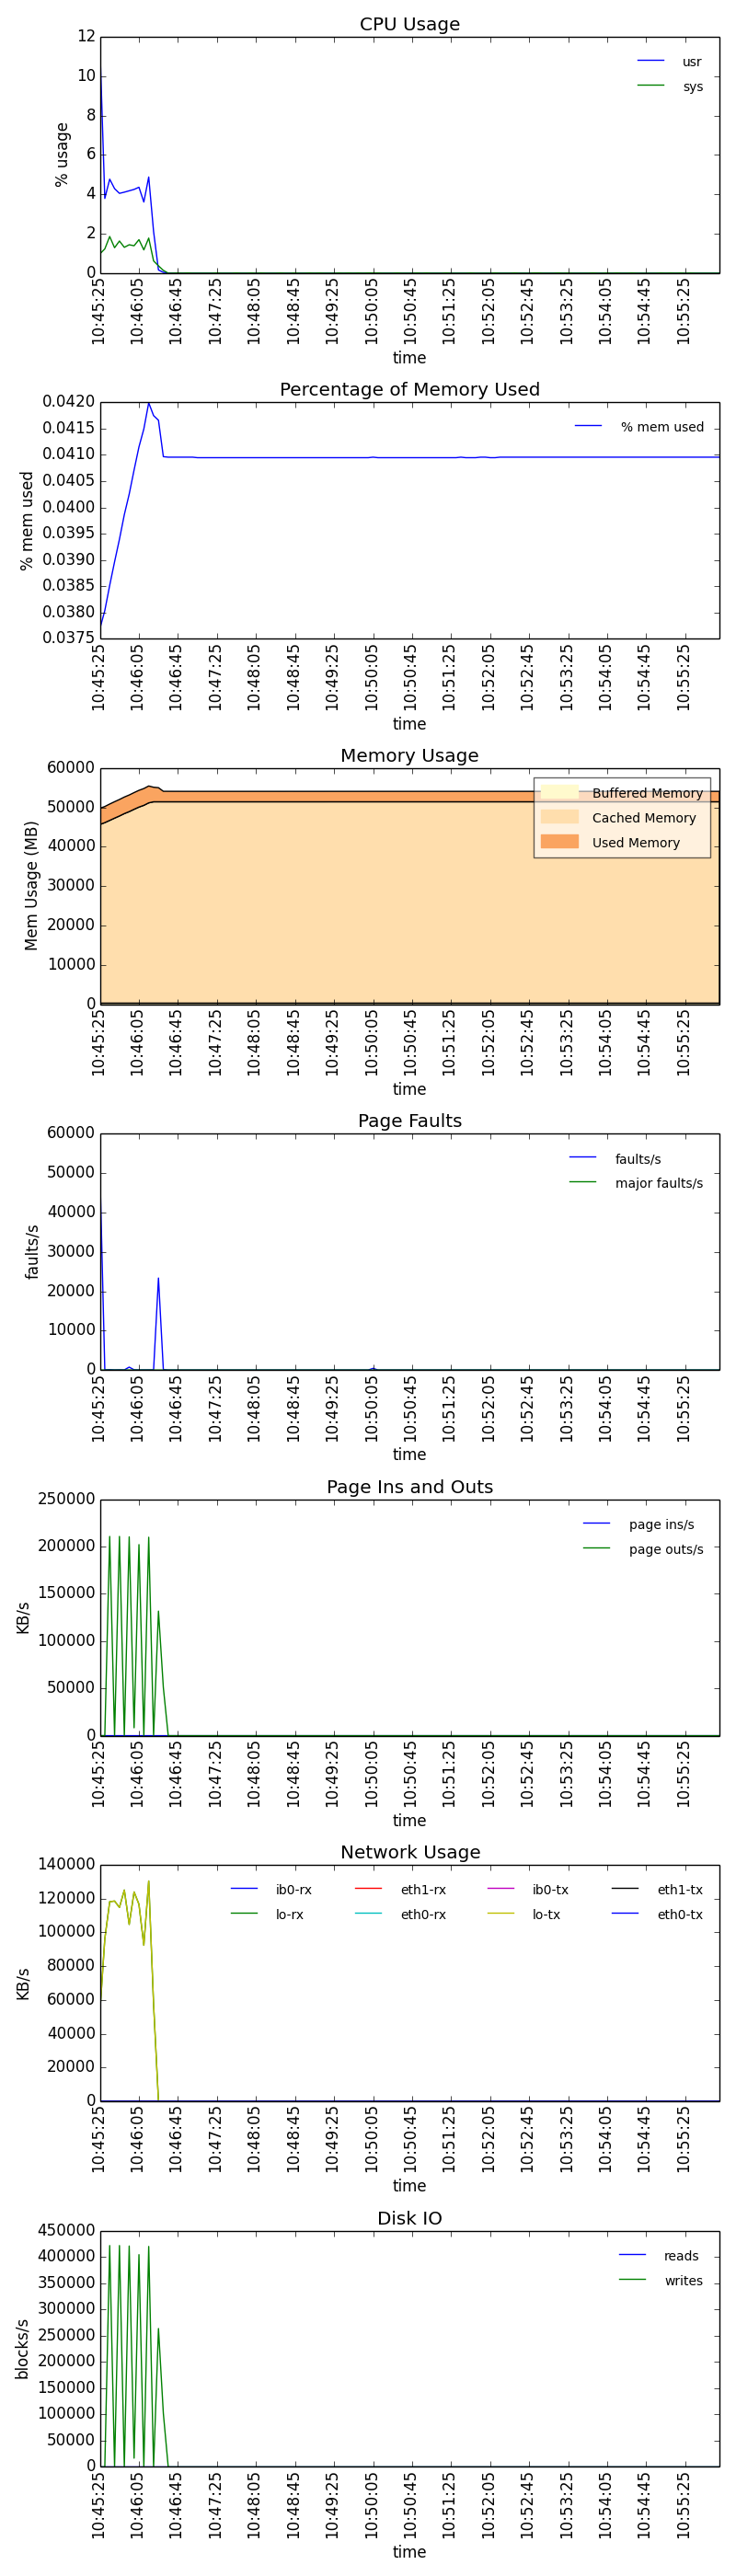 CPU Usage
12
10
8
6
4
2
0
% usage
usr
sys
10:45:25 10:46:05 10:46:45 10:47:25 10:48:05 10:48:45 10:49:25 10:50:05 10:50:45 10:51:25 10:52:05 10:52:45 10:53:25 10:54:05 10:54:45 10:55:25
time
Percentage of Memory Used
0.0420
0.0415
0.0410
0.0405
0.0400
0.0395
0.0390
0.0385
0.0380
0.0375
% mem used
% mem used
10:45:25 10:46:05 10:46:45 10:47:25 10:48:05 10:48:45 10:49:25 10:50:05 10:50:45 10:51:25 10:52:05 10:52:45 10:53:25 10:54:05 10:54:45 10:55:25
time
Memory Usage
60000
50000
40000
30000
20000
10000
0
Mem Usage (MB)
Buffered Memory
Cached Memory
Used Memory
10:45:25 10:46:05 10:46:45 10:47:25 10:48:05 10:48:45 10:49:25 10:50:05 10:50:45 10:51:25 10:52:05 10:52:45 10:53:25 10:54:05 10:54:45 10:55:25
time
Page Faults
60000
50000
40000
30000
20000
10000
0
faults/s
faults/s
major faults/s
10:45:25 10:46:05 10:46:45 10:47:25 10:48:05 10:48:45 10:49:25 10:50:05 10:50:45 10:51:25 10:52:05 10:52:45 10:53:25 10:54:05 10:54:45 10:55:25
time
Page Ins and Outs
250000
200000
150000
100000
50000
0
KB/s
page ins/s
page outs/s
10:45:25 10:46:05 10:46:45 10:47:25 10:48:05 10:48:45 10:49:25 10:50:05 10:50:45 10:51:25 10:52:05 10:52:45 10:53:25 10:54:05 10:54:45 10:55:25
time
Network Usage
140000
120000
100000
80000
60000
40000
20000
0
KB/s
ib0-rx eth1-rx ib0-tx eth1-tx
lo-rx eth0-rx lo-tx eth0-tx
10:45:25 10:46:05 10:46:45 10:47:25 10:48:05 10:48:45 10:49:25 10:50:05 10:50:45 10:51:25 10:52:05 10:52:45 10:53:25 10:54:05 10:54:45 10:55:25
time
Disk IO
450000
400000
350000
300000
250000
200000
150000
100000
50000
0
blocks/s
reads
writes
10:45:25 10:46:05 10:46:45 10:47:25 10:48:05 10:48:45 10:49:25 10:50:05 10:50:45 10:51:25 10:52:05 10:52:45 10:53:25 10:54:05 10:54:45 10:55:25
time